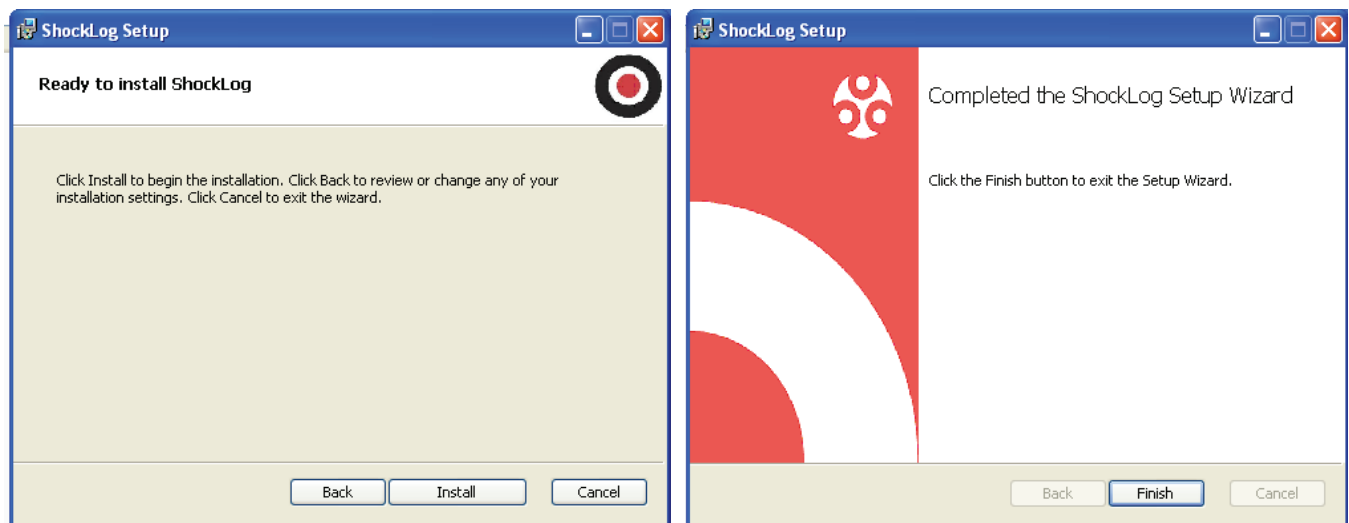 ShockLog Setup
Ready to install ShockLog
Click Install to begin the installation. Click Back to review or change any of your
installation settings. Click Cancel to exit the wizard.
Back
Install
Cancel
ShockLog Setup
Completed the ShockLog Setup Wizard
Click the Finish button to exit the Setup Wizard.
Back
Finish
Cancel